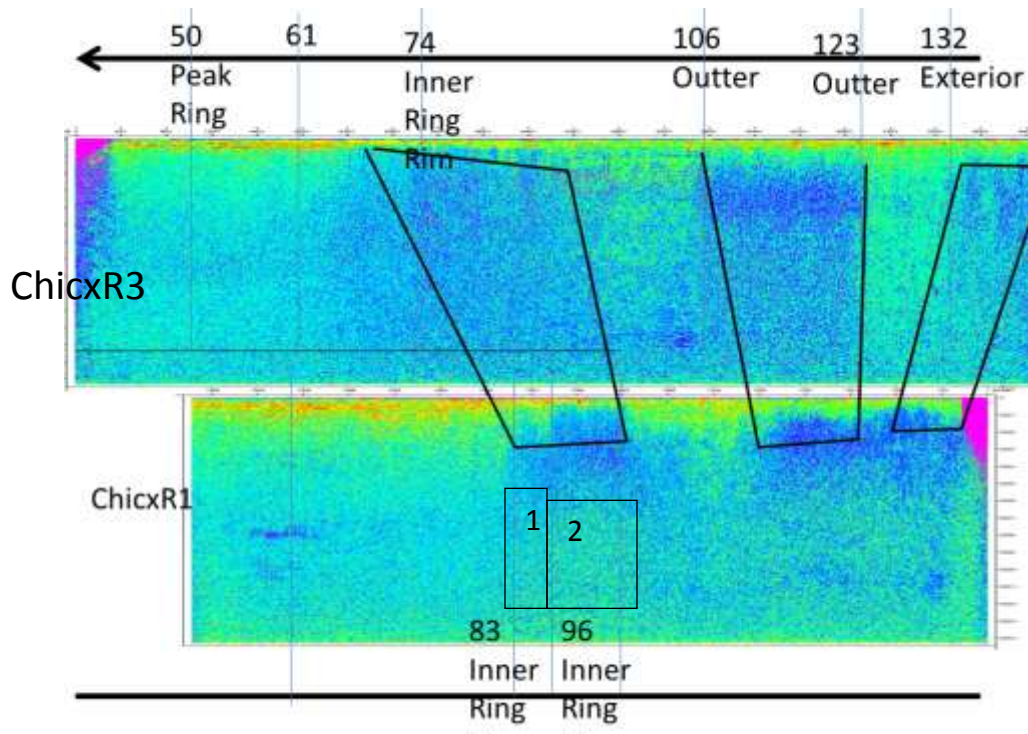 50 61 74 106 123 132
Peak Inner Outter Outter Exterior
Ring Ring
Rim
ChicxR3
ChicxR1
1 2
83 96
Inner Inner
Ring Ring